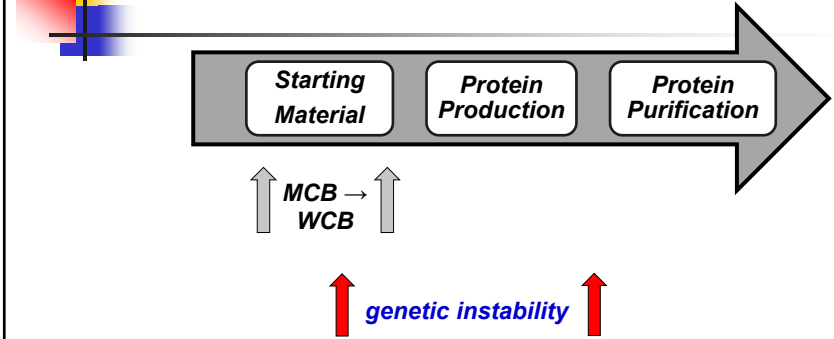 Starting
Material
Protein
Production
Protein
Purification
MCB →
WCB
genetic instability